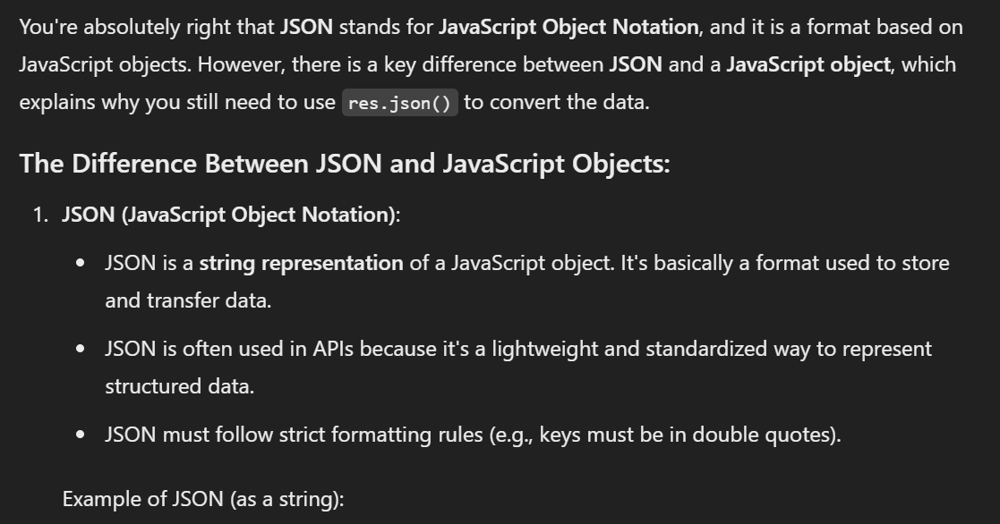 You're absolutely right that JSON stands for JavaScript Object Notation, and it is a format based on
JavaScript objects. However, there is a key difference between JSON and a JavaScript object, which
explains why you still need to use res.json() to convert the data.
The Difference Between JSON and JavaScript Objects:
1. JSON (JavaScript Object Notation):
• JSON is a string representation of a JavaScript object. It's basically a format used to store
and transfer data.
• JSON is often used in APIs because it's a lightweight and standardized way to represent
structured data.
• JSON must follow strict formatting rules (e.g., keys must be in double quotes).
Example of JSON (as a string):